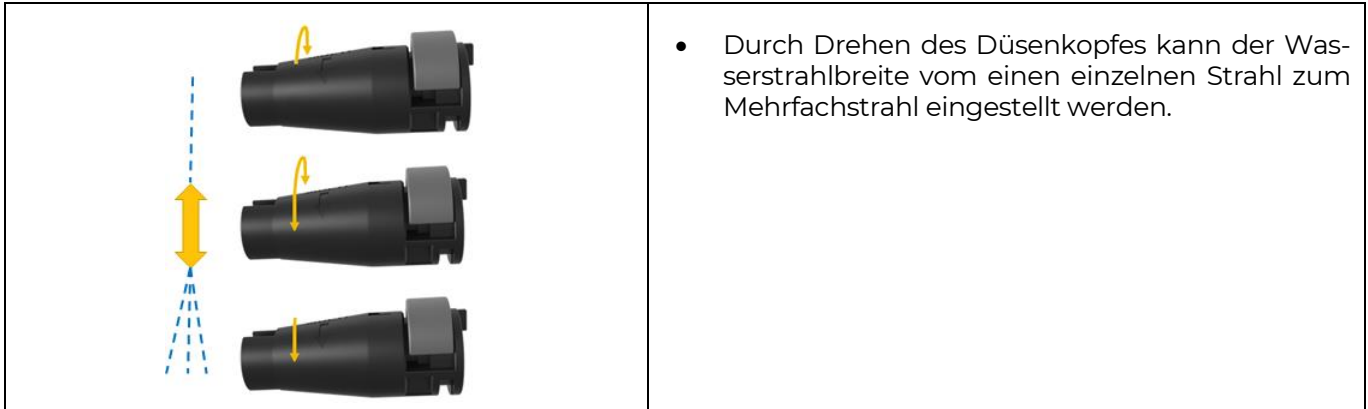 • Durch Drehen des Düsenkopfes kann der Was-
serstrahlbreite vom einen einzelnen Strahl zum
Mehrfachstrahl eingestellt werden.